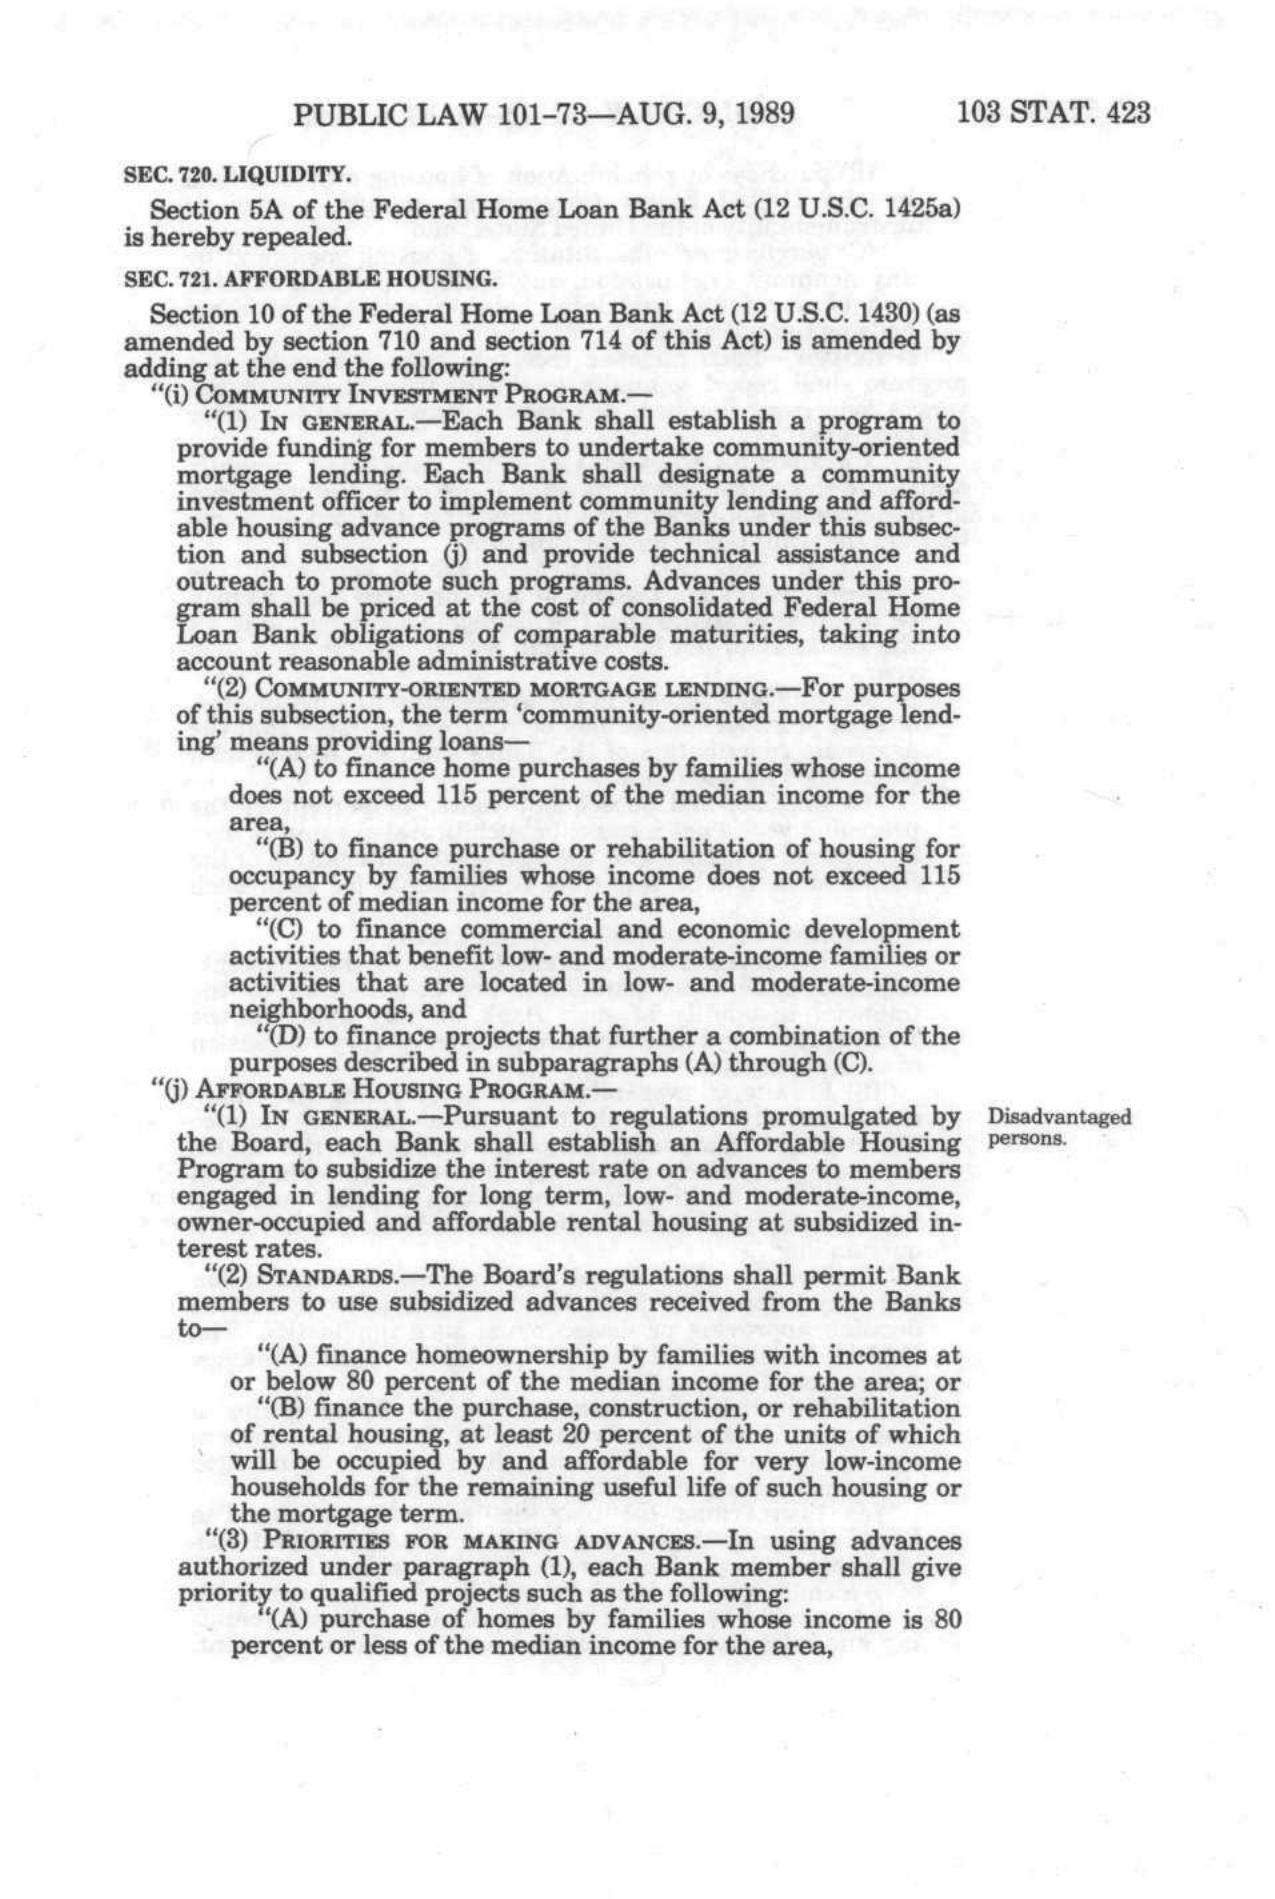 PUBLIC LAW 101–73—AUG. 9, 1989 103 STAT. 423
SEC. 720. LIQUIDITY.
Section 5A of the Federal Home Loan Bank Act (12 U.S.C. 1425a)
is hereby repealed.
SEC. 721. AFFORDABLE HOUSING.
Section 10 of the Federal Home Loan Bank Act (12 U.S.C. 1430) (as
amended by section 710 and section 714 of this Act) is amended by
adding at the end the following:
“(i) COMMUNITY INVESTMENT PROGRAM.—
“(1) IN GENERAL.—Each Bank shall establish a program to
provide funding for members to undertake community-oriented
mortgage lending. Each Bank shall designate a community
investment officer to implement community lending and afford-
able housing advance programs of the Banks under this subsec-
tion and subsection (j) and provide technical assistance and
outreach to promote such programs. Advances under this pro-
gram shall be priced at the cost of consolidated Federal Home
Loan Bank obligations of comparable maturities, taking into
account reasonable administrative costs.
“(2) COMMUNITY-ORIENTED MORTGAGE LENDING.—For purposes
of this subsection, the term ‘community-oriented mortgage lend-
ing’ means providing loans—
“(A) to finance home purchases by families whose income
does not exceed 115 percent of the median income for the
area,
“(B) to finance purchase or rehabilitation of housing for
occupancy by families whose income does not exceed 115
percent of median income for the area,
“(C) to finance commercial and economic development
activities that benefit low- and moderate-income families or
activities that are located in low- and moderate-income
neighborhoods, and
“(D) to finance projects that further a combination of the
purposes described in subparagraphs (A) through (C).
“(j) AFFORDABLE HOUSING PROGRAM.—
“(1) IN GENERAL.—Pursuant to regulations promulgated by
the Board, each Bank shall establish an Affordable Housing
Program to subsidize the interest rate on advances to members
engaged in lending for long term, low- and moderate-income,
owner-occupied and affordable rental housing at subsidized in-
terest rates.
Disadvantaged
persons.
“(2) STANDARDS.—The Board’s regulations shall permit Bank
members to use subsidized advances received from the Banks
to—
“(A) finance homeownership by families with incomes at
or below 80 percent of the median income for the area; or
“(B) finance the purchase, construction, or rehabilitation
of rental housing, at least 20 percent of the units of which
will be occupied by and affordable for very low-income
households for the remaining useful life of such housing or
the mortgage term.
“(3) PRIORITIES FOR MAKING ADVANCES.—In using advances
authorized under paragraph (1), each Bank member shall give
priority to qualified projects such as the following:
“(A) purchase of homes by families whose income is 80
percent or less of the median income for the area,